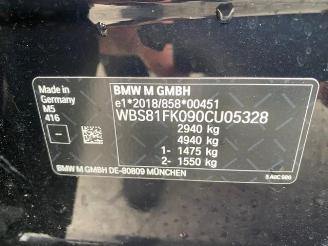 Made in
Germany
M5
416
BMW M GMBH
e1*2018/858*00451
WBS81FK090CU05328
2940 kg
4940 kg
1- 1475 kg
2- 1550 kg
BMW M GMBH DE-80809 MÜNCHEN